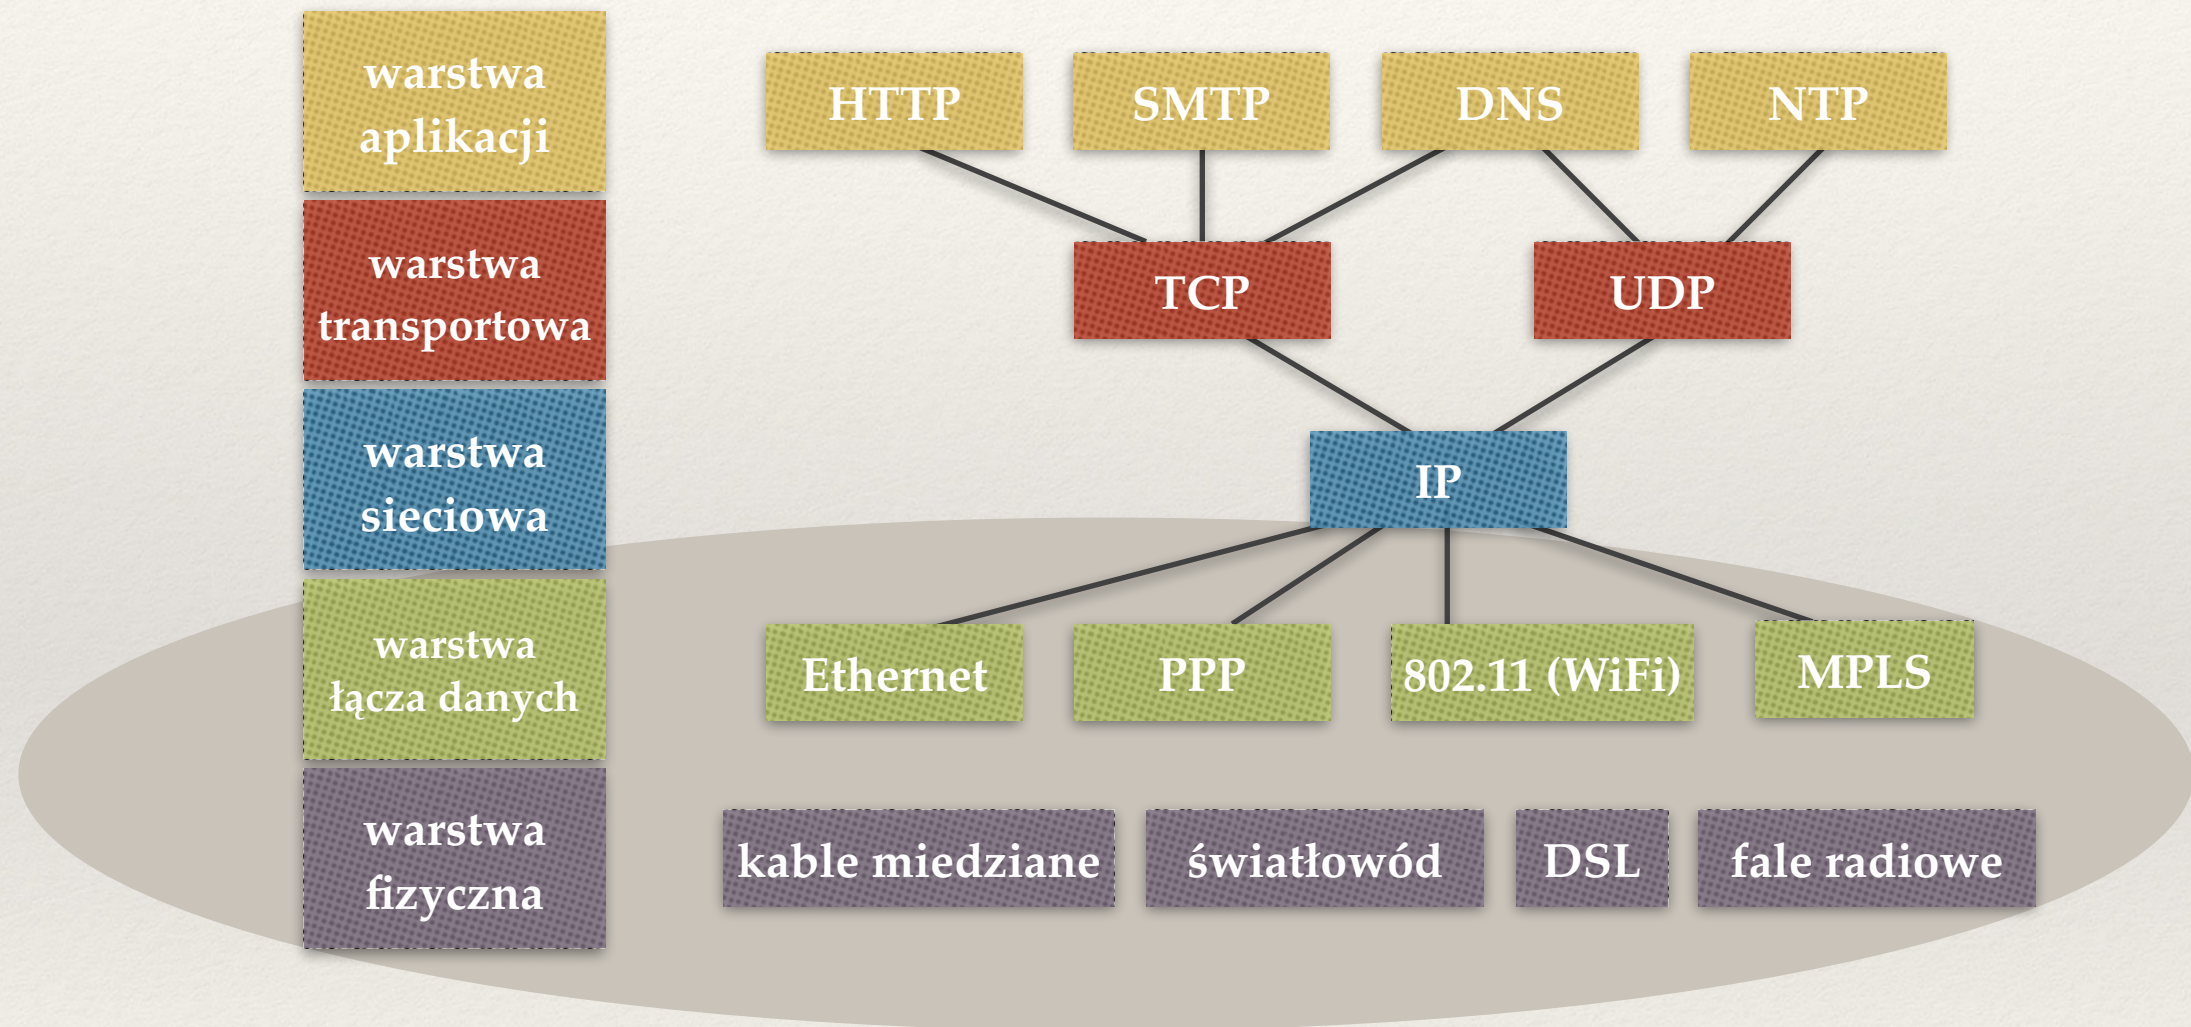 warstwa
aplikacji
HTTP
SMTP
DNS
NTP
warstwa
transportowa
TCP
UDP
warstwa
sieciowa
IP
warstwa
łącza danych
Ethernet
PPP
802.11 (WiFi)
MPLS
warstwa
fizyczna
kable miedziane
światłowód
DSL
fale radiowe